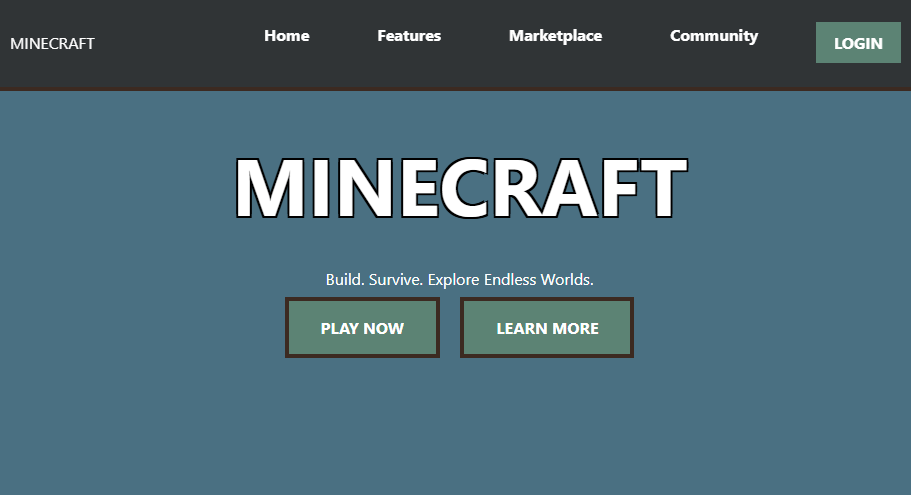 MINECRAFT Home Features Marketplace Community LOGIN
MINECRAFT
Build. Survive. Explore Endless Worlds.
PLAY NOW LEARN MORE